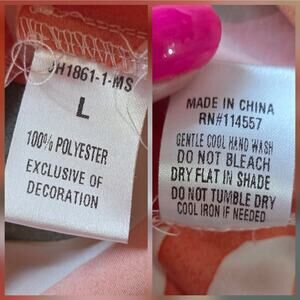 H1861-1-MS
L
100% POLYESTER
EXCLUSIVE OF
DECORATION
MADE IN CHINA
RN#114557
GENTLE COOL HAND WASH
DO NOT BLEACH
DRY FLAT IN SHADE
DO NOT TUMBLE DRY
COOL IRON IF NEEDED